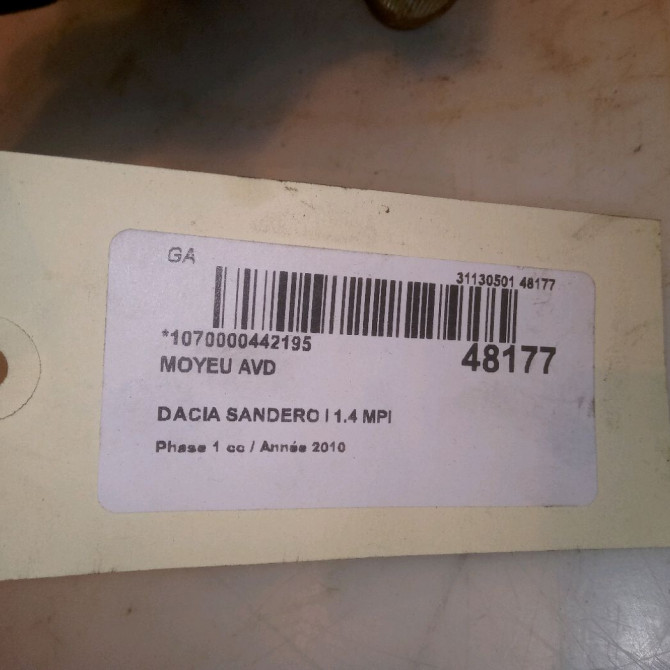 GA
31130501 48177
*1070000442195
48177
MOYEU AVD
DACIA SANDERO I 1.4 MPI
Phase 1 cc / Année 2010